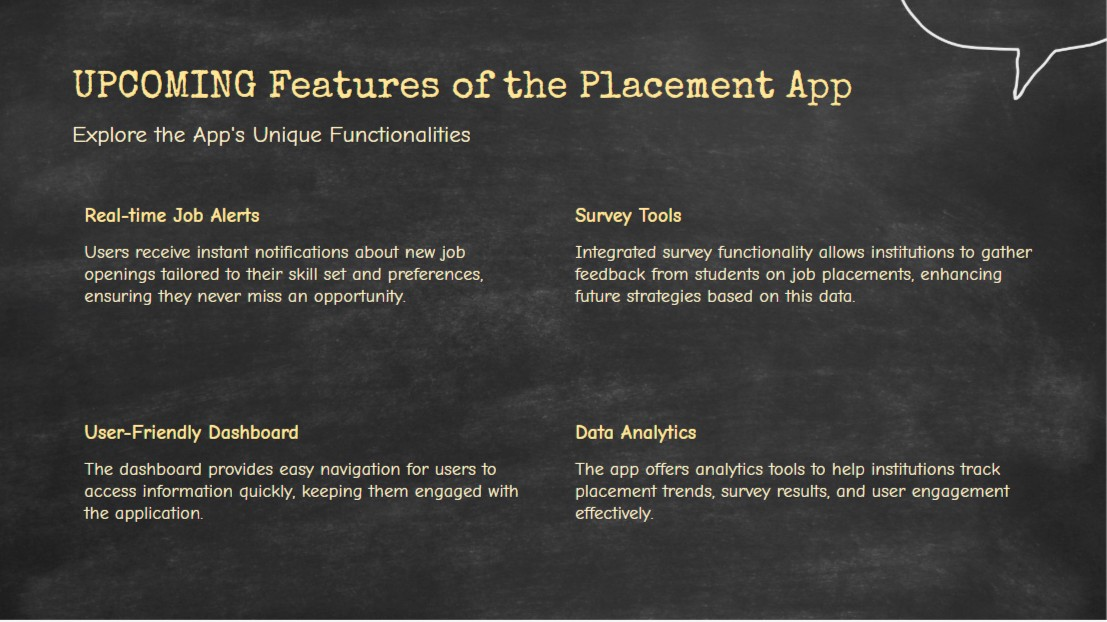 UPCOMING Features of the Placement App
Explore the App's Unique Functionalities
Real-time Job Alerts
Users receive instant notifications about new job
openings tailored to their skill set and preferences,
ensuring they never miss an opportunity.
Survey Tools
Integrated survey functionality allows institutions to gather
feedback from students on job placements, enhancing
future strategies based on this data.
User-Friendly Dashboard
The dashboard provides easy navigation for users to
access information quickly, keeping them engaged with
the application.
Data Analytics
The app offers analytics tools to help institutions track
placement trends, survey results, and user engagement
effectively.